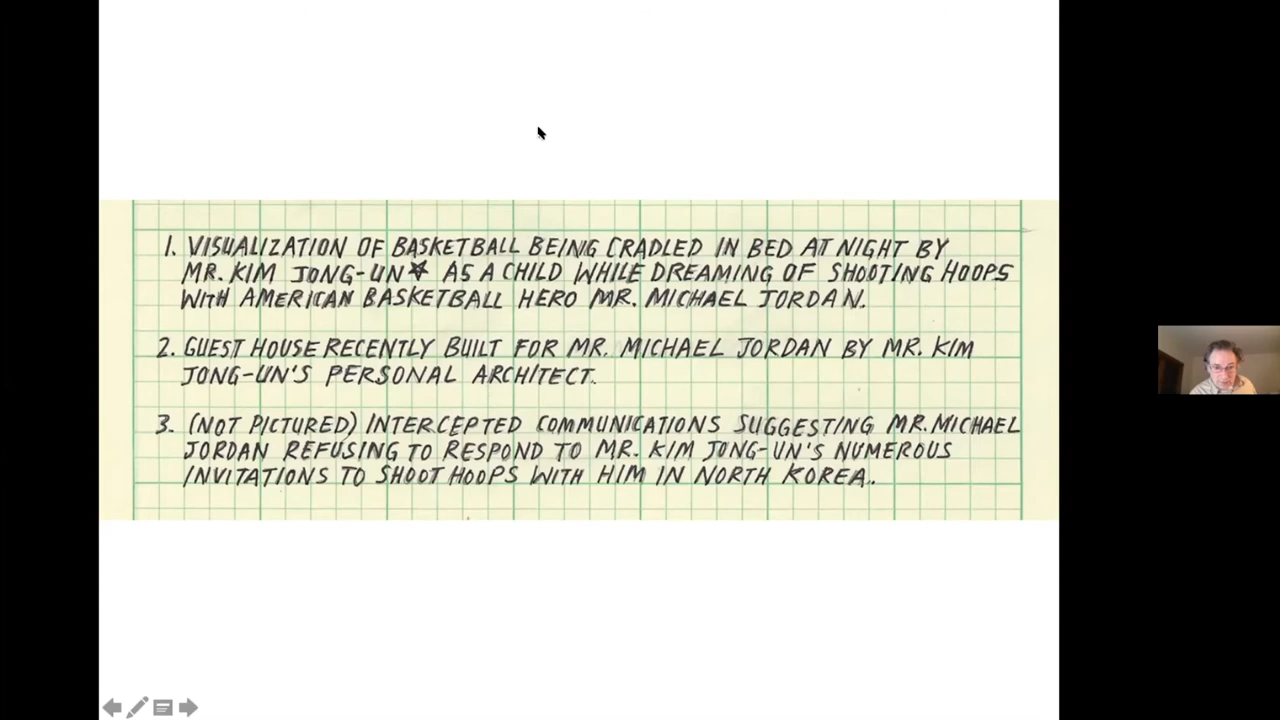 1. VISUALIZATION OF BASKETBALL BEING CRADLED IN BED AT NIGHT BY
MR. KIM JONG-UN★ AS A CHILD WHILE DREAMING OF SHOOTING HOOPS
WITH AMERICAN BASKETBALL HERO MR. MICHAEL JORDAN.
2. GUEST HOUSE RECENTLY BUILT FOR MR. MICHAEL JORDAN BY MR. KIM
JONG-UN'S PERSONAL ARCHITECT.
3. (NOT PICTURED) INTERCEPTED COMMUNICATIONS SUGGESTING MR. MICHAEL
JORDAN REFUSING TO RESPOND TO MR. KIM JONG-UN'S NUMEROUS
INVITATIONS TO SHOOT HOOPS WITH HIM IN NORTH KOREA.